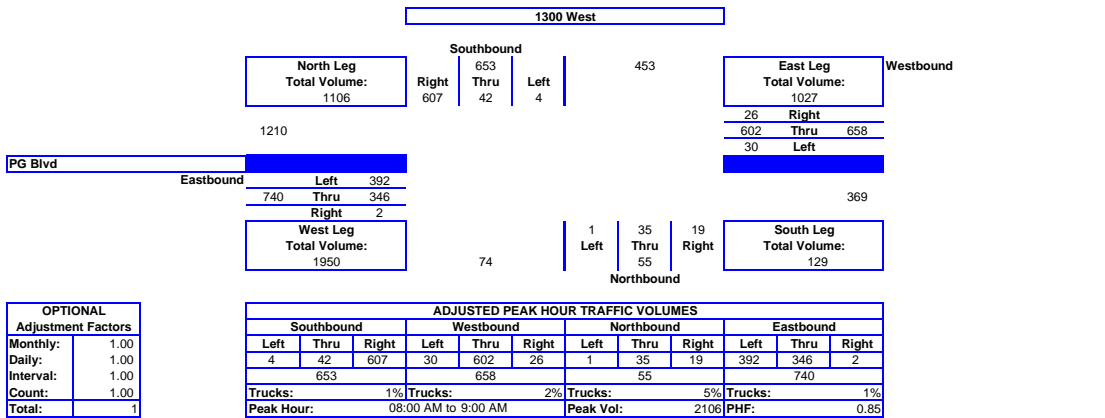 1300 West
Southbound
North Leg 653 453 East Leg Westbound
Total Volume: Right Thru Left Total Volume:
1106 607 42 4 1027
26 Right
1210 602 Thru 658
30 Left
PG Blvd
Eastbound Left 392
740 Thru 346 369
Right 2
West Leg 1 35 19 South Leg
Total Volume: Left Thru Right Total Volume:
1950 74 55 129
Northbound
OPTIONAL ADJUSTED PEAK HOUR TRAFFIC VOLUMES
Adjustment Factors Southbound Westbound Northbound Eastbound
Monthly: 1.00 Left Thru Right Left Thru Right Left Thru Right Left Thru Right
Daily: 1.00 4 42 607 30 602 26 1 35 19 392 346 2
Interval: 1.00 653 658 55 740
Count: 1.00 Trucks: 1% Trucks: 2% Trucks: 5% Trucks: 1%
Total: 1 Peak Hour: 08:00 AM to 9:00 AM Peak Vol: 2106 PHF: 0.85